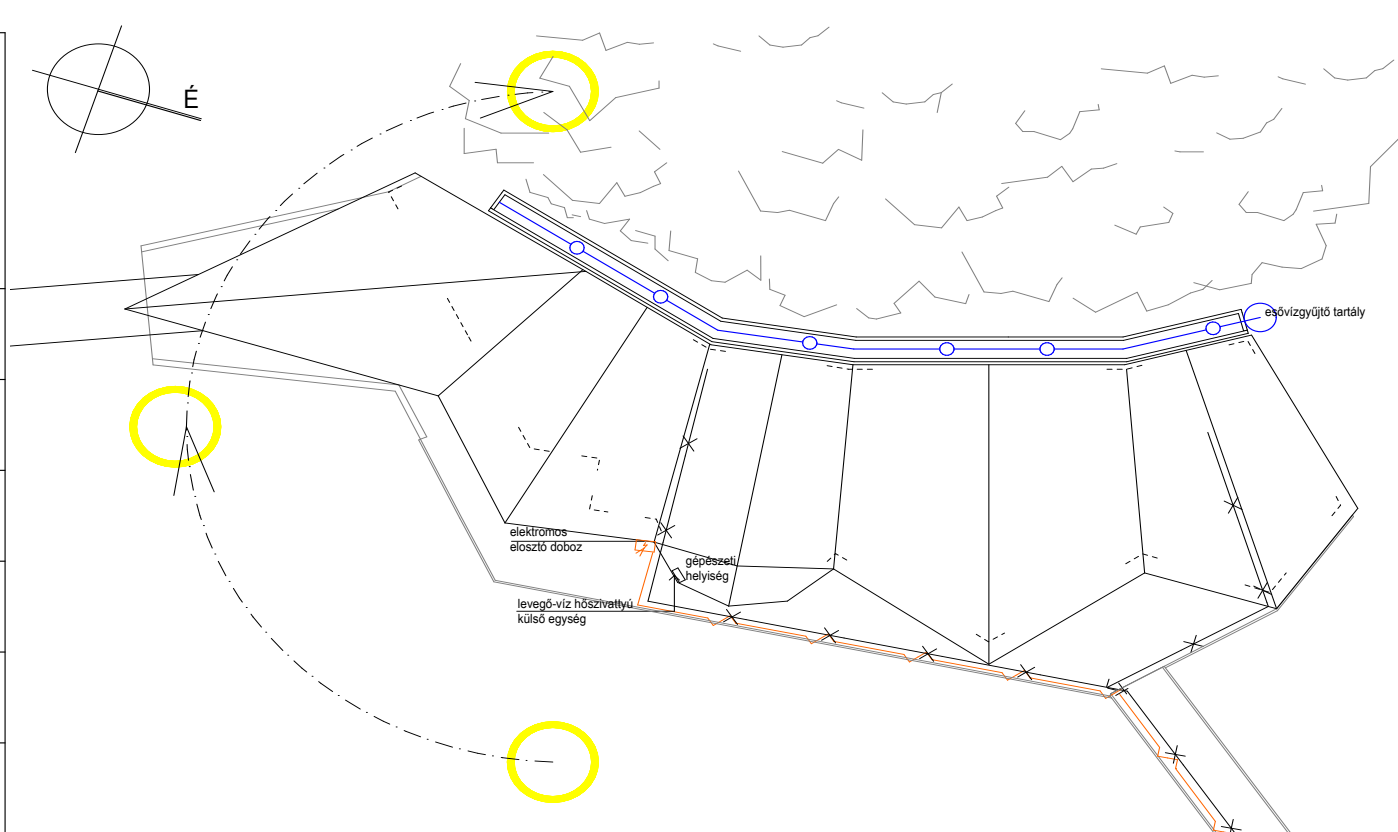 É
esővízgyűjtő tartály
elektromos
elosztó doboz
gépészeti
helyiség
levegő-víz hőszivattyú
külső egység